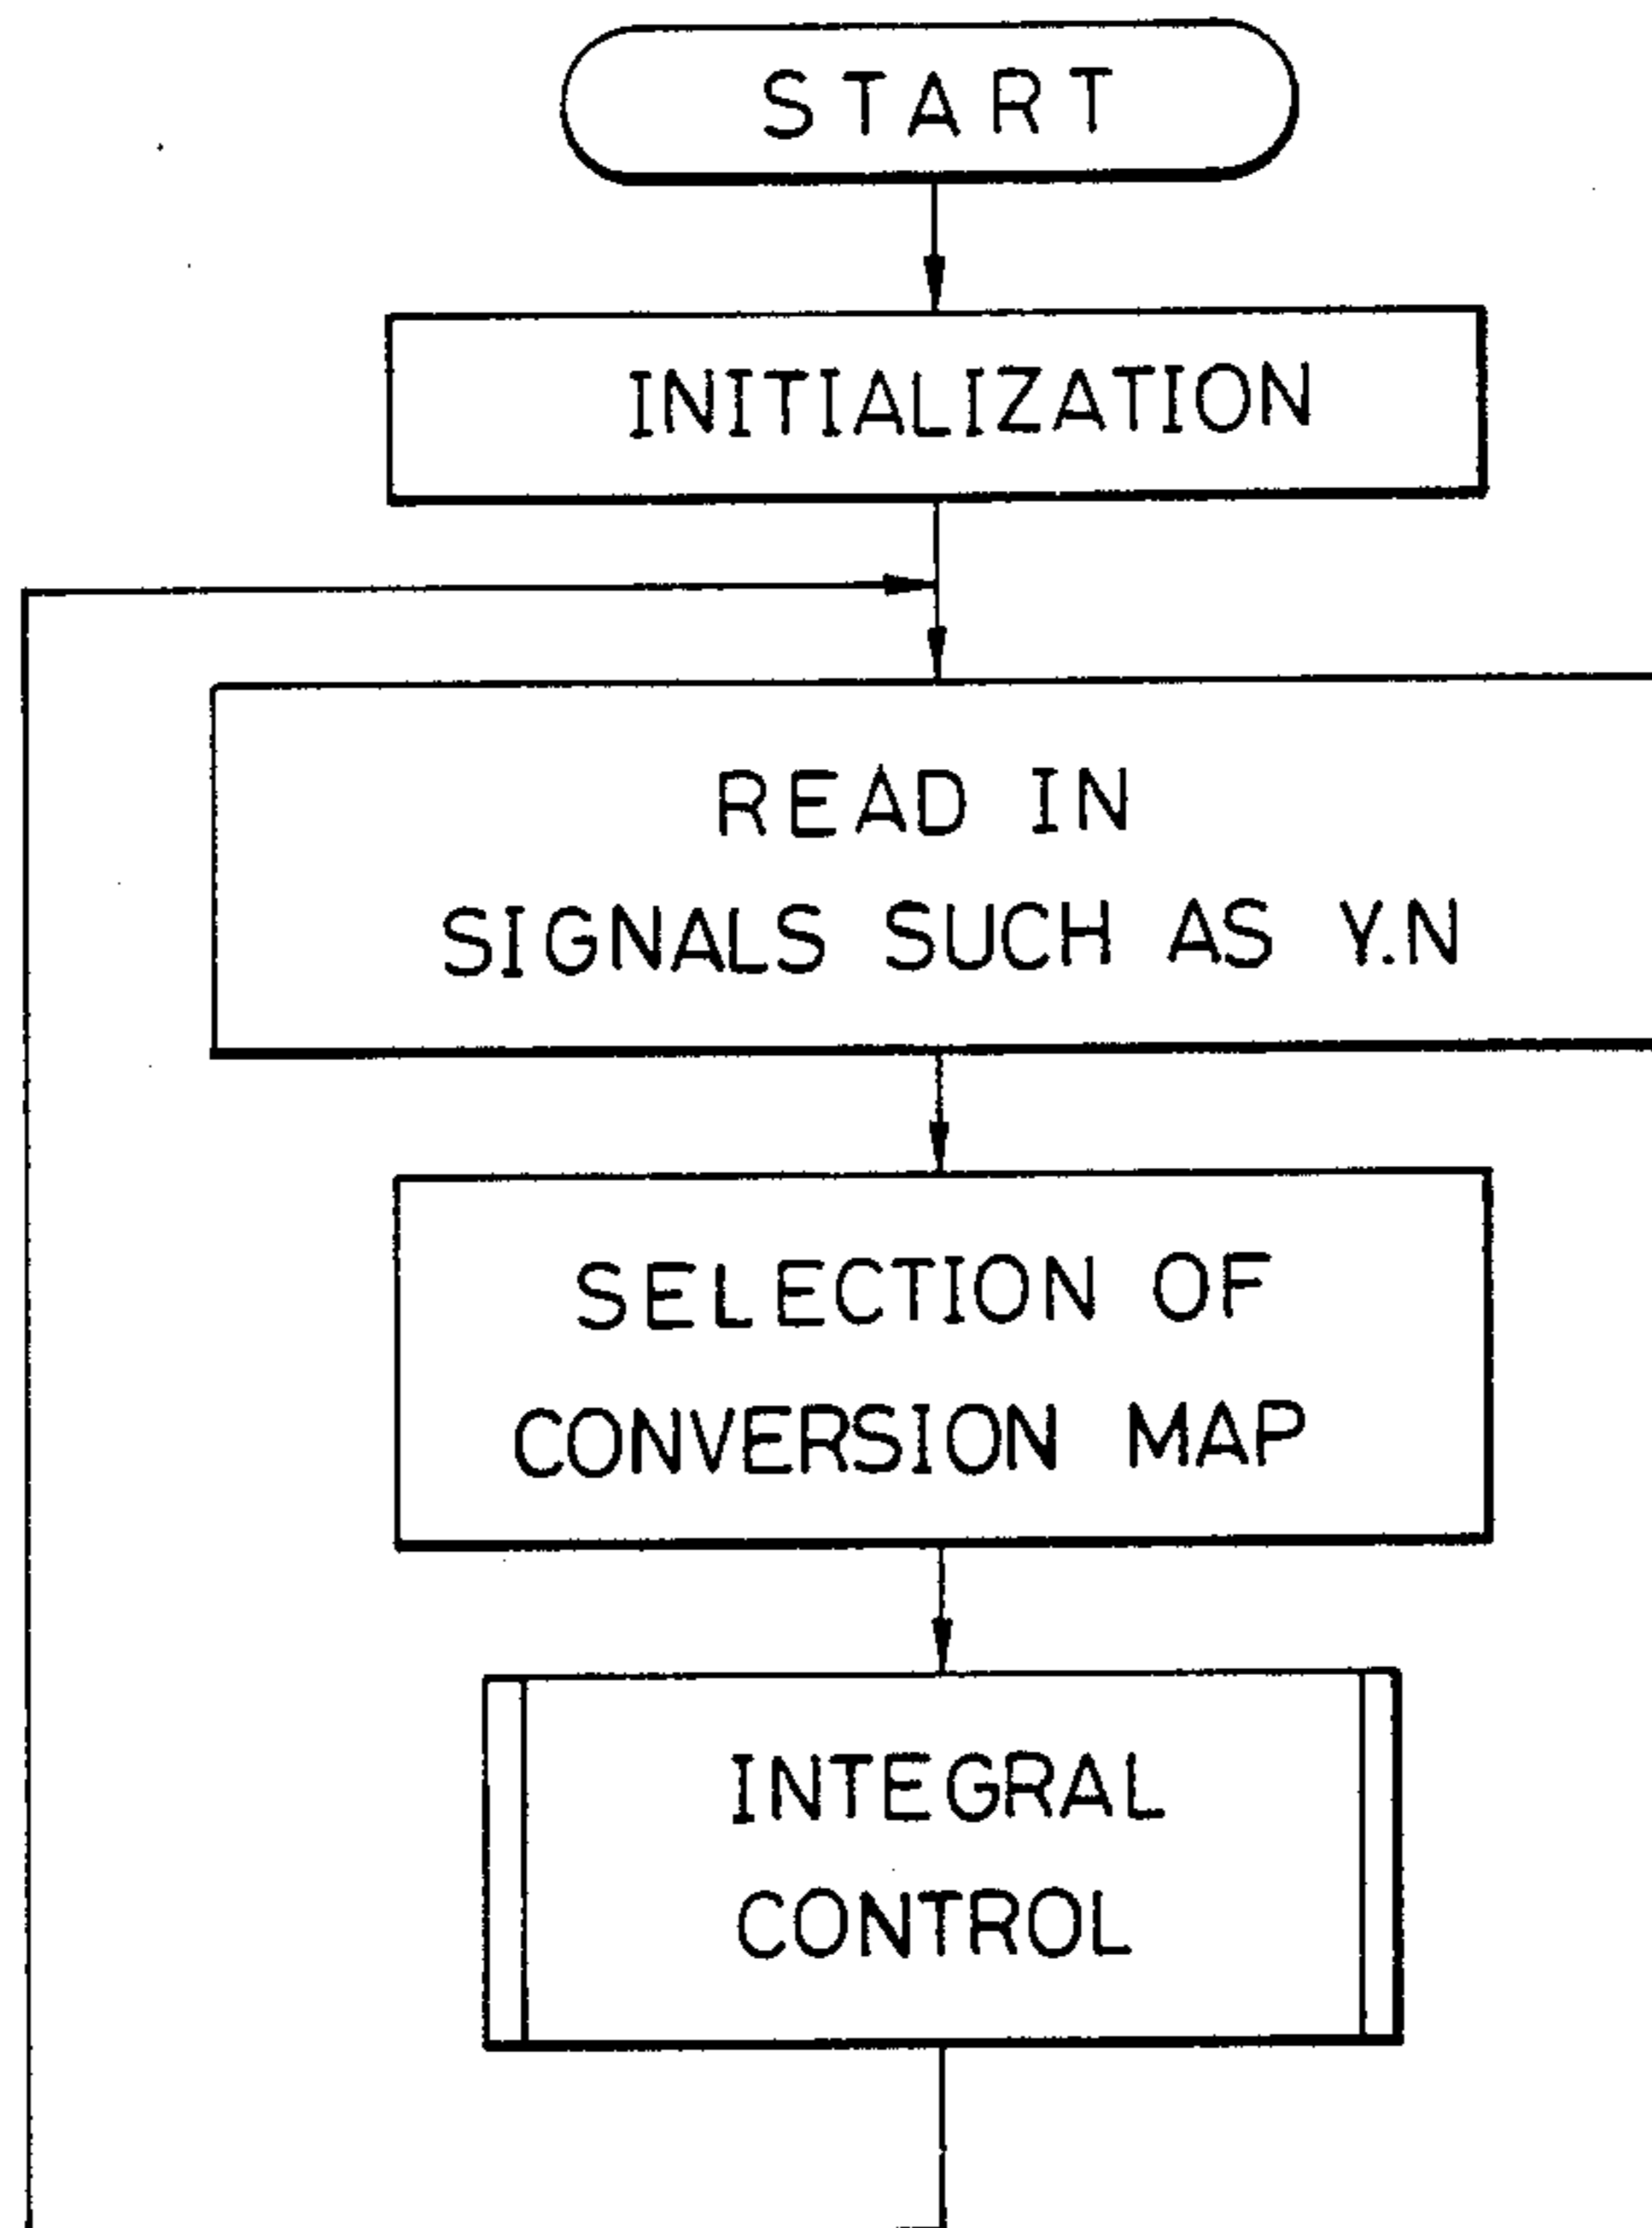 START
INITIALIZATION
READ IN
SIGNALS SUCH AS Y.N
SELECTION OF
CONVERSION MAP
INTEGRAL
CONTROL